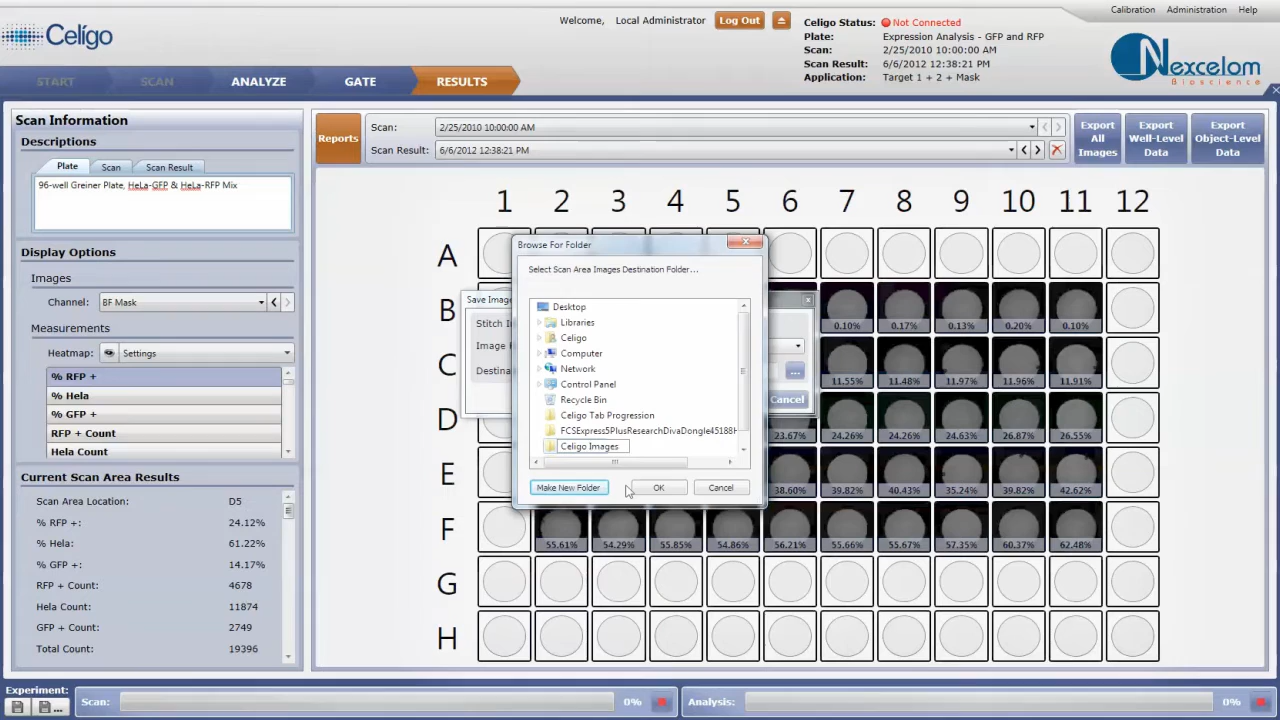 Celigo
Welcome, Local Administrator
Log Out
Celigo Status: Not Connected
Plate: Expression Analysis - GFP and RFP
Scan: 2/25/2010 10:00:00 AM
Scan Result: 6/6/2012 12:38:21 PM
Application: Target 1 + 2 + Mask
Calibration Administration Help
Nexcelom
Bioscience
START SCAN ANALYZE GATE RESULTS
Scan Information
Descriptions
Plate Scan Scan Result
96-well Greiner Plate, HeLa-GFP & HeLa-RFP Mix
Display Options
Images
Channel: BF Mask
Measurements
Heatmap: Settings
% RFP +
% Hela
% GFP +
RFP + Count
Hela Count
Current Scan Area Results
Scan Area Location: D5
% RFP +: 24.12%
% Hela: 61.22%
% GFP +: 14.17%
RFP + Count: 4678
Hela Count: 11874
GFP + Count: 2749
Total Count: 19396
Reports
Scan: 2/25/2010 10:00:00 AM
Scan Result: 6/6/2012 12:38:21 PM
Export All Images
Export Well-Level Data
Export Object-Level Data
1 2 3 4 5 6 7 8 9 10 11 12
A
B 0.10% 0.17% 0.13% 0.20% 0.10%
C 11.55% 11.48% 11.97% 11.96% 11.91%
D 23.67% 24.26% 24.26% 24.63% 26.87% 26.55%
E 38.60% 39.82% 40.43% 35.24% 39.82% 42.62%
F 55.61% 54.29% 55.85% 54.86% 56.21% 55.66% 55.67% 57.35% 60.37% 62.48%
G
H
Save Imag
Stitch I
Image
Destina
...
Cancel
Browse For Folder
Select Scan Area Images Destination Folder...
Desktop
Libraries
Celigo
Computer
Network
Control Panel
Recycle Bin
Celigo Tab Progression
FCSExpress5PlusResearchDivaDongle45188
Celigo Images
Make New Folder OK Cancel
Experiment:
...
Scan: 0%
Analysis: 0%